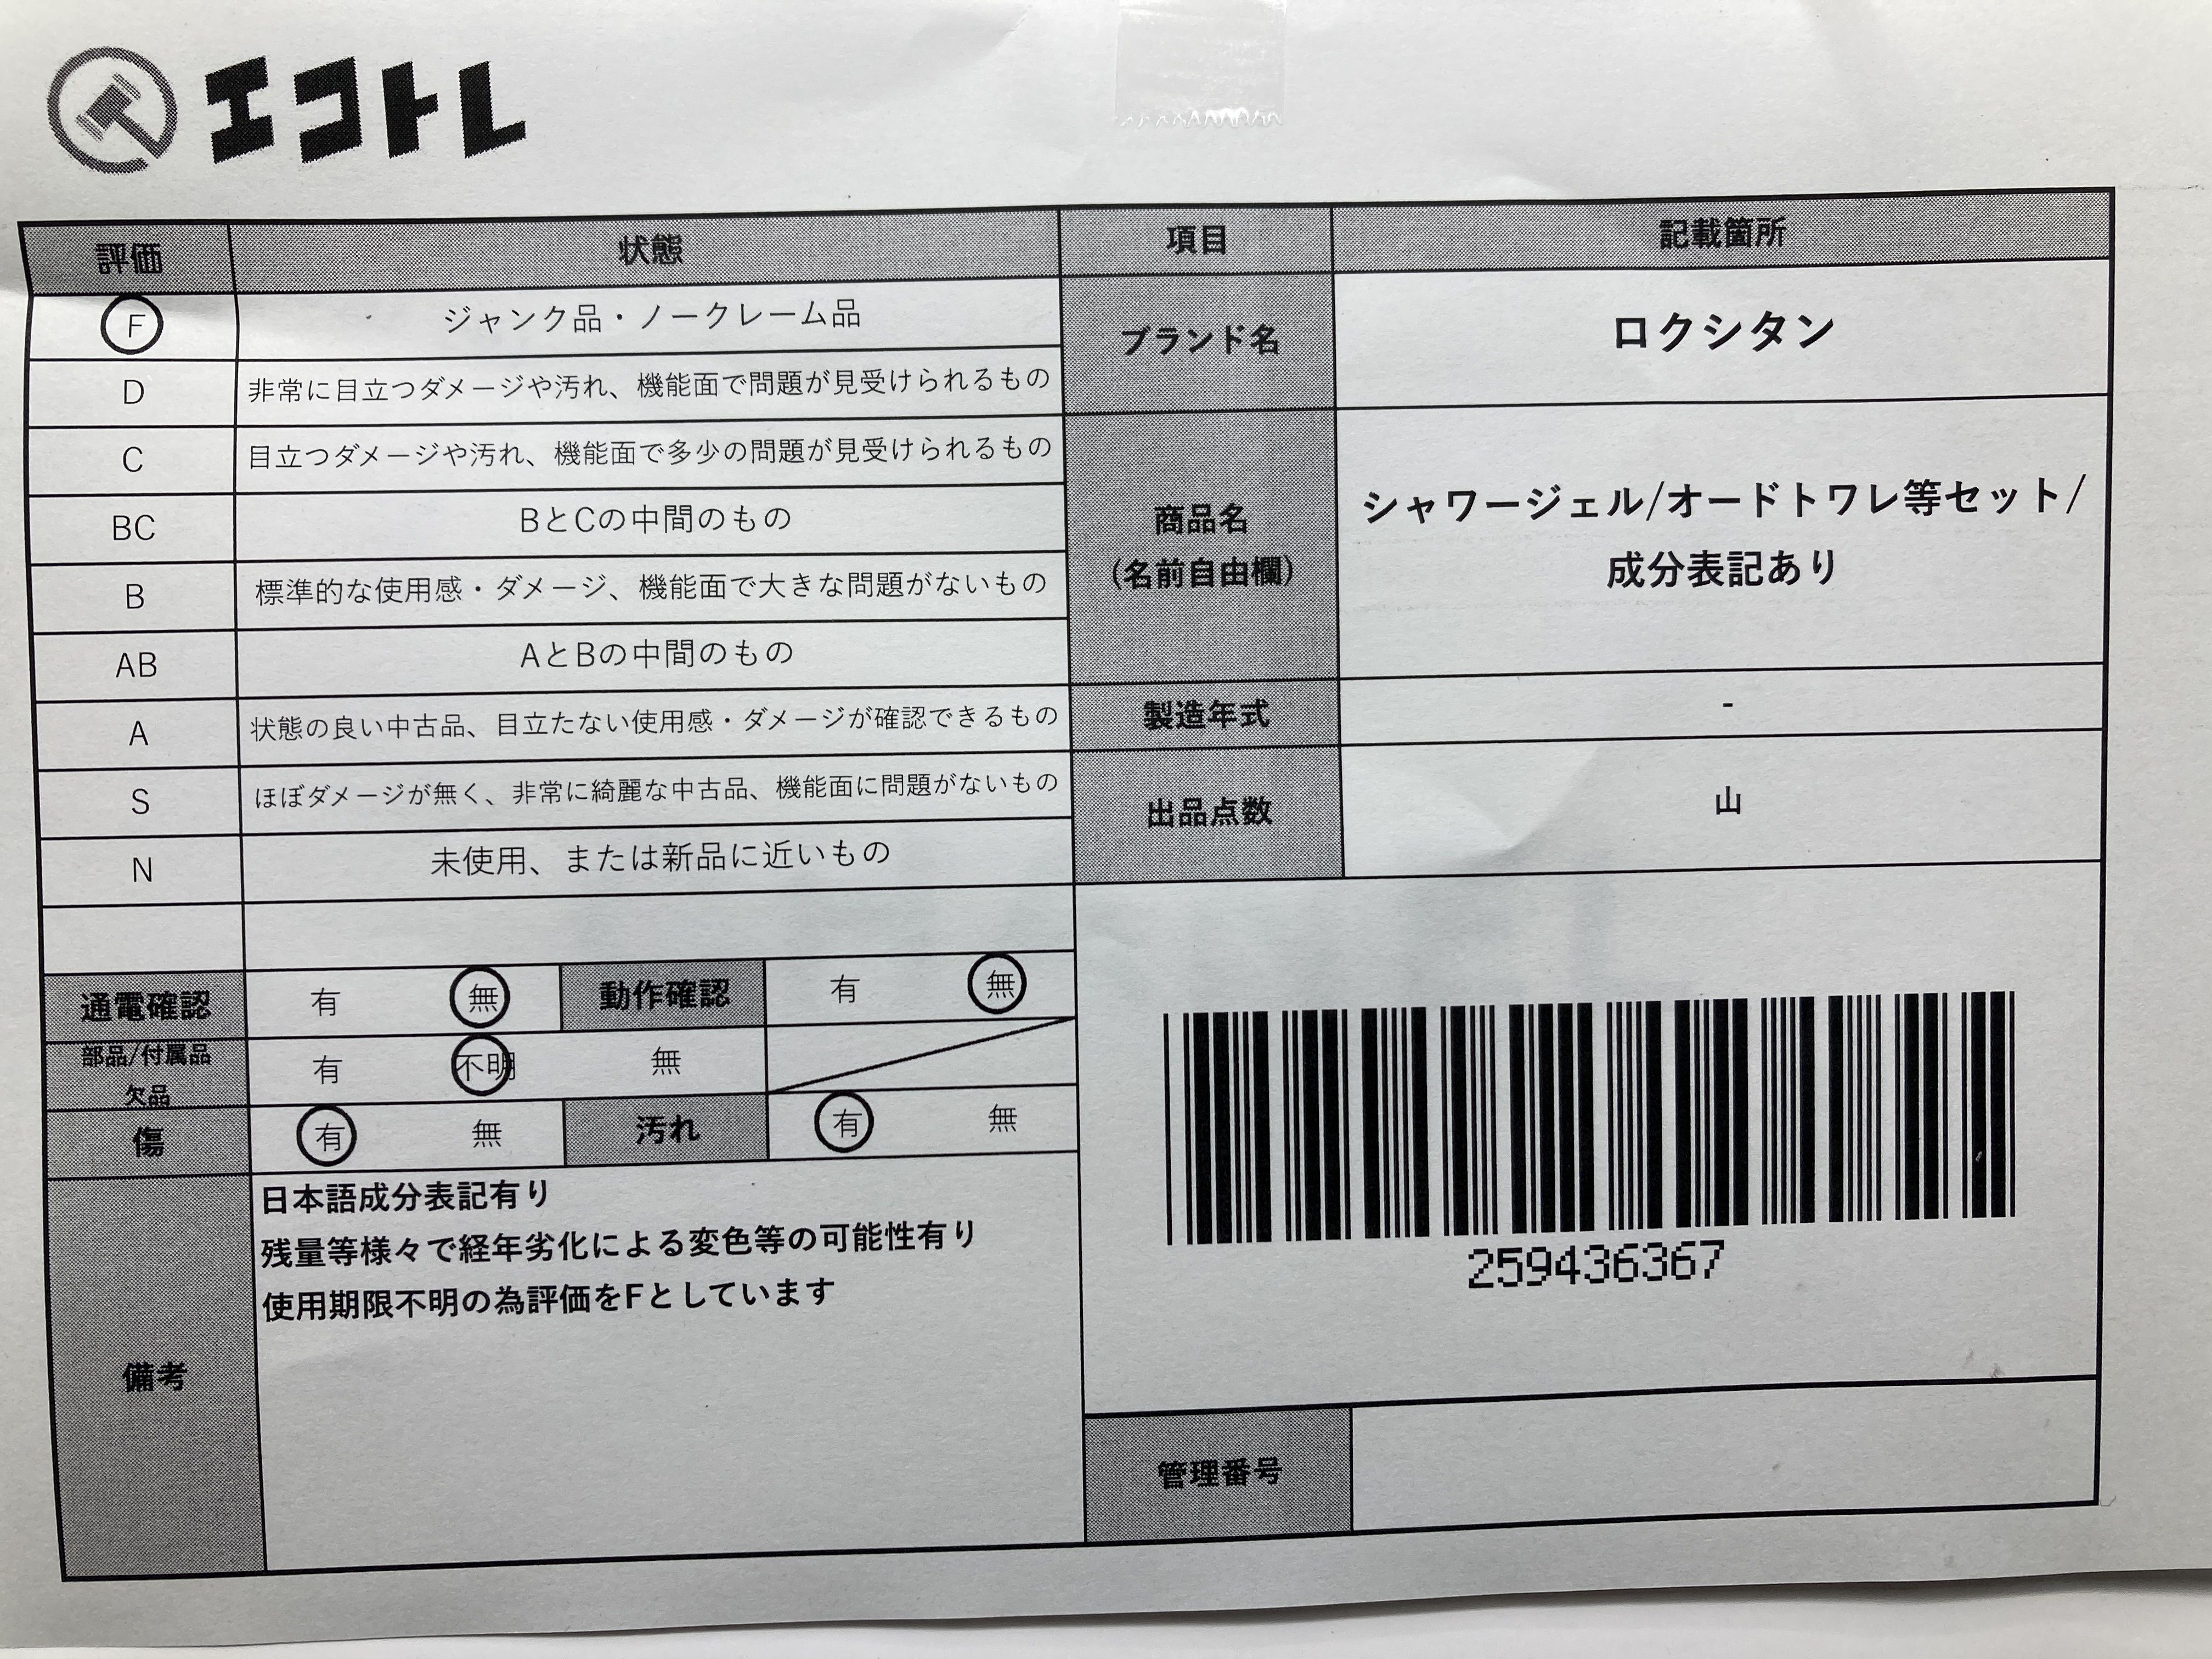 エコトレ
評価 状態 項目 記載箇所
F ジャンク品・ノークレーム品
D 非常に目立つダメージや汚れ、機能面で問題が見受けられるもの
C 目立つダメージや汚れ、機能面で多少の問題が見受けられるもの
BC BとCの中間のもの
B 標準的な使用感・ダメージ、機能面で大きな問題がないもの
AB AとBの中間のもの
A 状態の良い中古品、目立たない使用感・ダメージが確認できるもの
S ほぼダメージが無く、非常に綺麗な中古品、機能面に問題がないもの
N 未使用、または新品に近いもの
ブランド名 ロクシタン
商品名
(名前自由欄)
シャワージェル/オードトワレ等セット/
成分表記あり
製造年式 -
出品点数 山
通電確認 有 無 動作確認 有 無
部品/付属品
欠品
有 不明 無
傷 有 無 汚れ 有 無
備考
日本語成分表記有り
残量等様々で経年劣化による変色等の可能性有り
使用期限不明の為評価をFとしています
259436367
管理番号